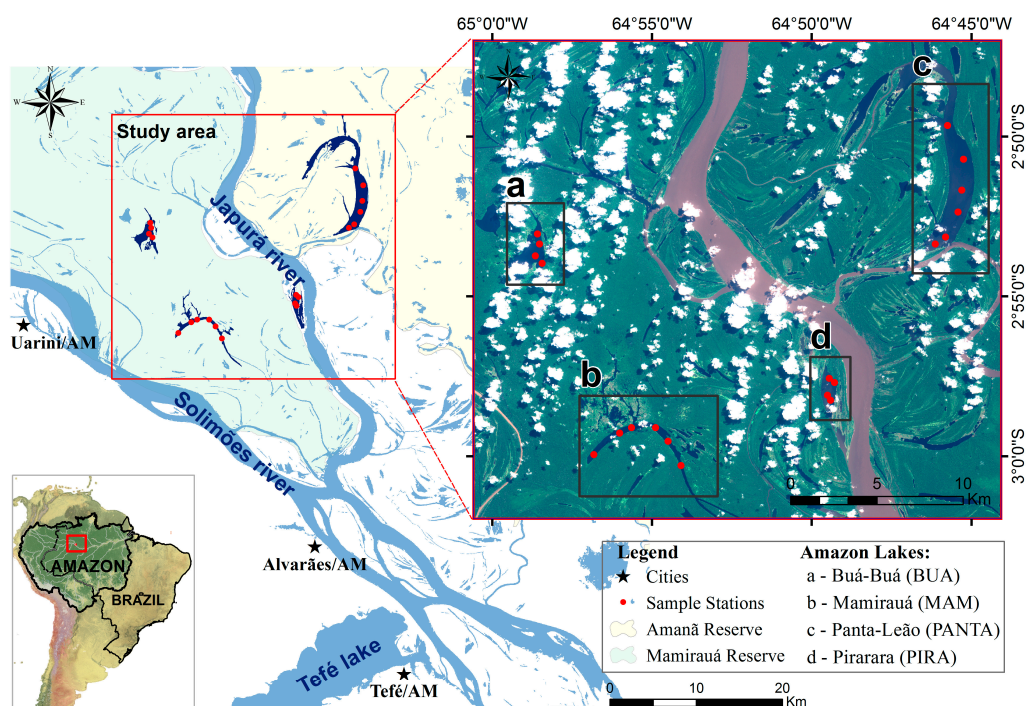 65°0'0"W 64°55'0"W 64°50'0"W 64°45'0"W
N
W E
S
Study area
a
b
c
d
2°50'0"S
2°55'0"S
3°0'0"S
Japurá river
Uarini/AM
Solimões river
0 5 10
Km
AMAZON
BRAZIL
Alvarães/AM
Tefé lake
Tefé/AM
Legend
Cities
Sample Stations
Amanã Reserve
Mamirauá Reserve
Amazon Lakes:
a - Buá-Buá (BUA)
b - Mamirauá (MAM)
c - Panta-Leão (PANTA)
d - Pirarara (PIRA)
0 10 20
Km